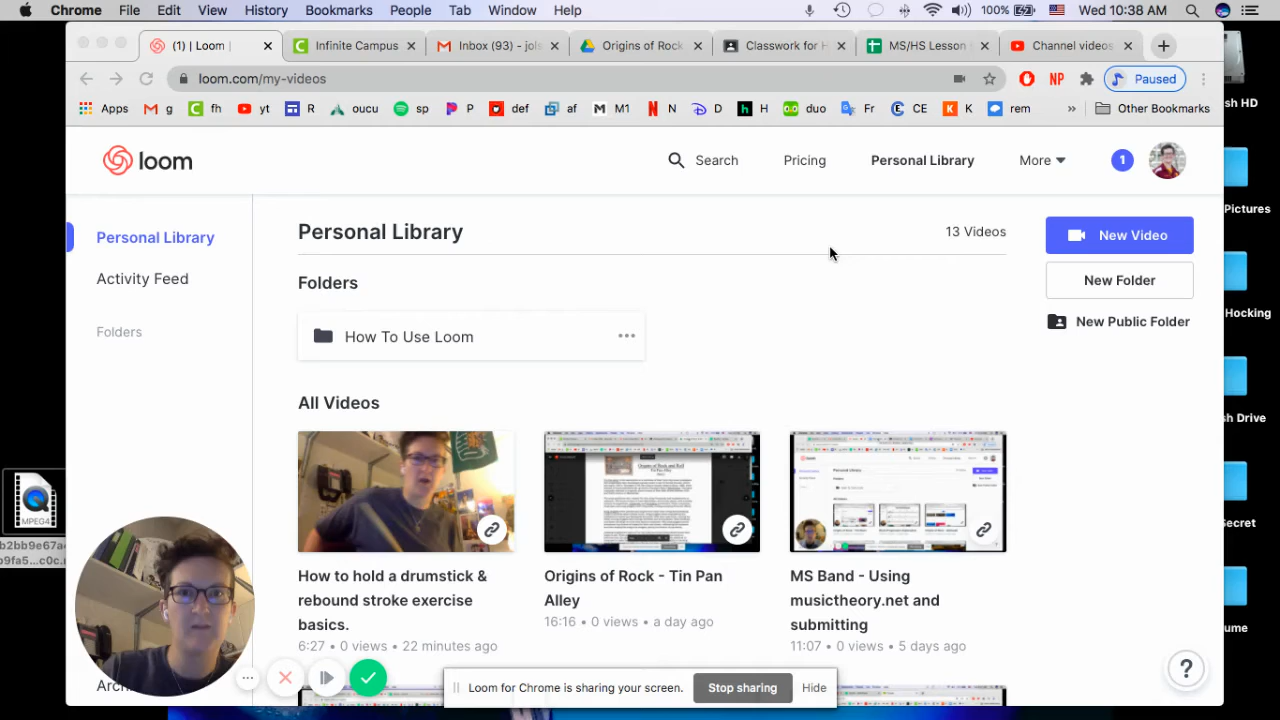 Chrome File Edit View History Bookmarks People Tab Window Help 100% Wed 10:38 AM
(1) | Loom | Infinite Campus Inbox (93) - jols Origins of Rock Classwork for H MS/HS Lesson Channel videos
loom.com/my-videos NP Paused
Apps g fh yt R oucu sp P def af M1 N D H duo Fr CE K rem » Other Bookmarks
loom Search Pricing Personal Library More 1
Personal Library
Activity Feed
Folders
Personal Library 13 Videos
New Video
New Folder
New Public Folder
Folders
How To Use Loom
All Videos
How to hold a drumstick &
rebound stroke exercise
basics.
6:27 • 0 views • 22 minutes ago
Origins of Rock - Tin Pan
Alley
16:16 • 0 views • a day ago
MS Band - Using
musictheory.net and
submitting
11:07 • 0 views • 5 days ago
Loom for Chrome is sharing your screen. Stop sharing Hide
?
sh HD
Pictures
Hocking
sh Drive
Secret
ume
MPEG4